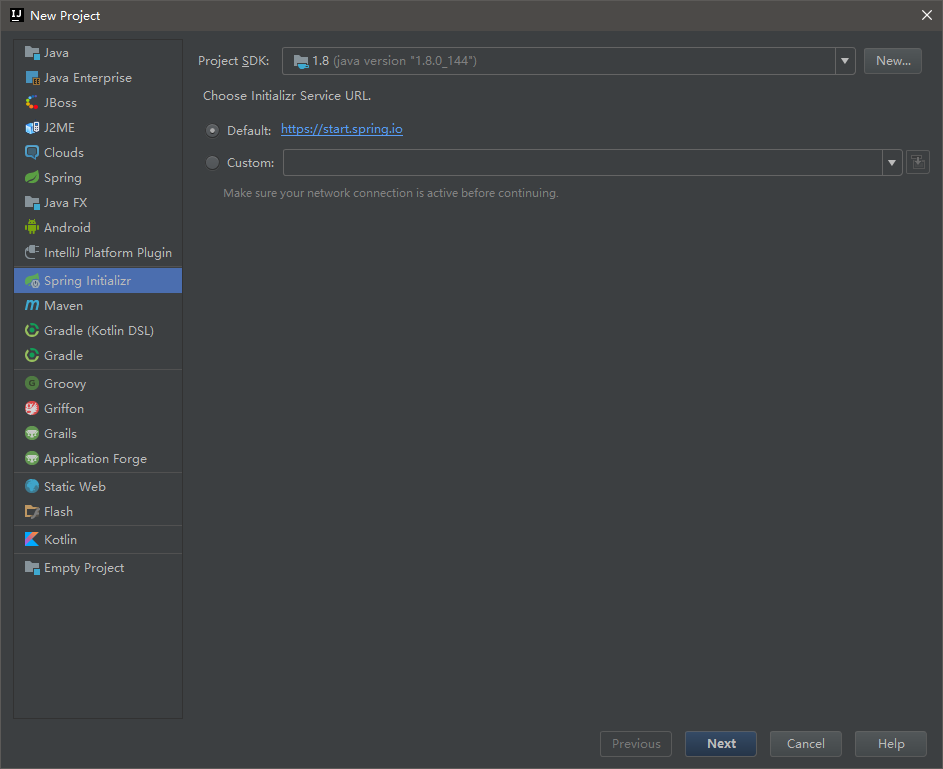 New Project
Java
Java Enterprise
JBoss
J2ME
Clouds
Spring
Java FX
Android
IntelliJ Platform Plugin
Spring Initializr
Maven
Gradle (Kotlin DSL)
Gradle
Groovy
Griffon
Grails
Application Forge
Static Web
Flash
Kotlin
Empty Project
Project SDK: 1.8 (java version "1.8.0_144") New...
Choose Initializr Service URL.
Default: https://start.spring.io
Custom:
Make sure your network connection is active before continuing.
Previous Next Cancel Help